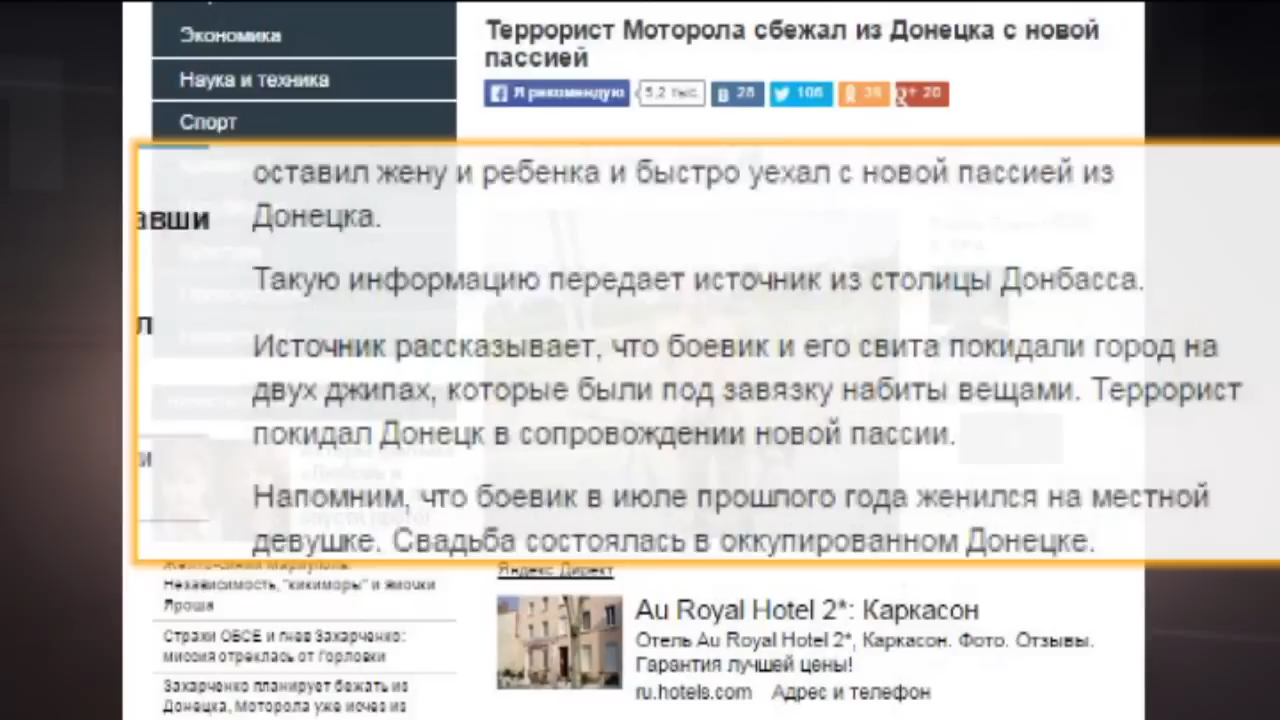 Экономика
Наука и техника
Спорт
Террорист Моторола сбежал из Донецка с новой
пассией
Я рекомендую 5,2 тыс. 28 106 20
авши
л
и
оставил жену и ребенка и быстро уехал с новой пассией из
Донецка.
Такую информацию передает источник из столицы Донбасса.
Источник рассказывает, что боевик и его свита покидали город на
двух джипах, которые были под завязку набиты вещами. Террорист
покидал Донецк в сопровождении новой пассии.
Напомним, что боевик в июле прошлого года женился на местной
девушке. Свадьба состоялась в оккупированном Донецке.
Независимость, "кикиморы" и ямочки
Яроша
Страхи ОБСЕ и гнев Захарченко:
миссия отреклась от Горловки
Захарченко планирует бежать из
Донецка, Моторола уже исчез из
Яндекс Директ
Au Royal Hotel 2*: Каркасон
Отель Au Royal Hotel 2*, Каркасон. Фото. Отзывы.
Гарантия лучшей цены!
ru.hotels.com Адрес и телефон